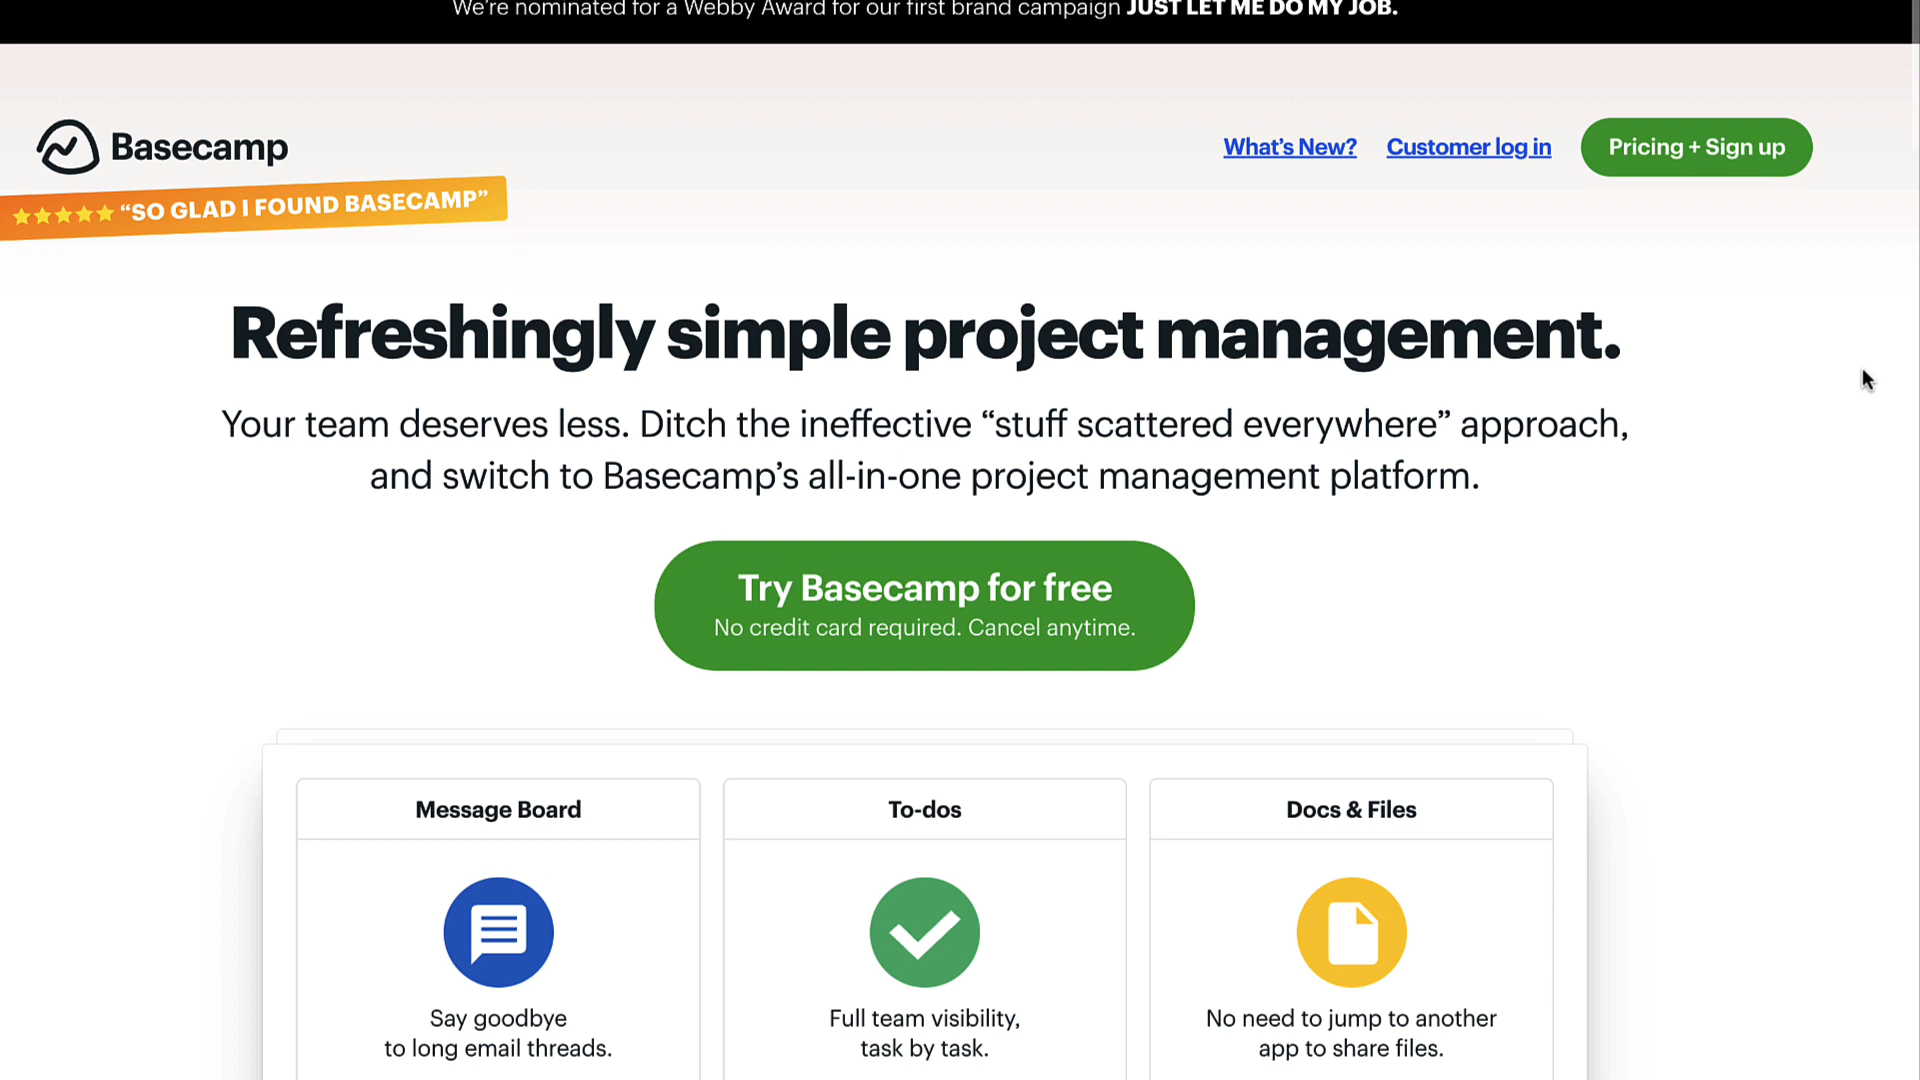 We're nominated for a Webby Award for our first brand campaign JUST LET ME DO MY JOB.
Basecamp
What's New?
Customer log in
Pricing + Sign up
“SO GLAD I FOUND BASECAMP”
Refreshingly simple project management.
Your team deserves less. Ditch the ineffective “stuff scattered everywhere” approach,
and switch to Basecamp’s all-in-one project management platform.
Try Basecamp for free
No credit card required. Cancel anytime.
Message Board
Say goodbye
to long email threads.
To-dos
Full team visibility,
task by task.
Docs & Files
No need to jump to another
app to share files.